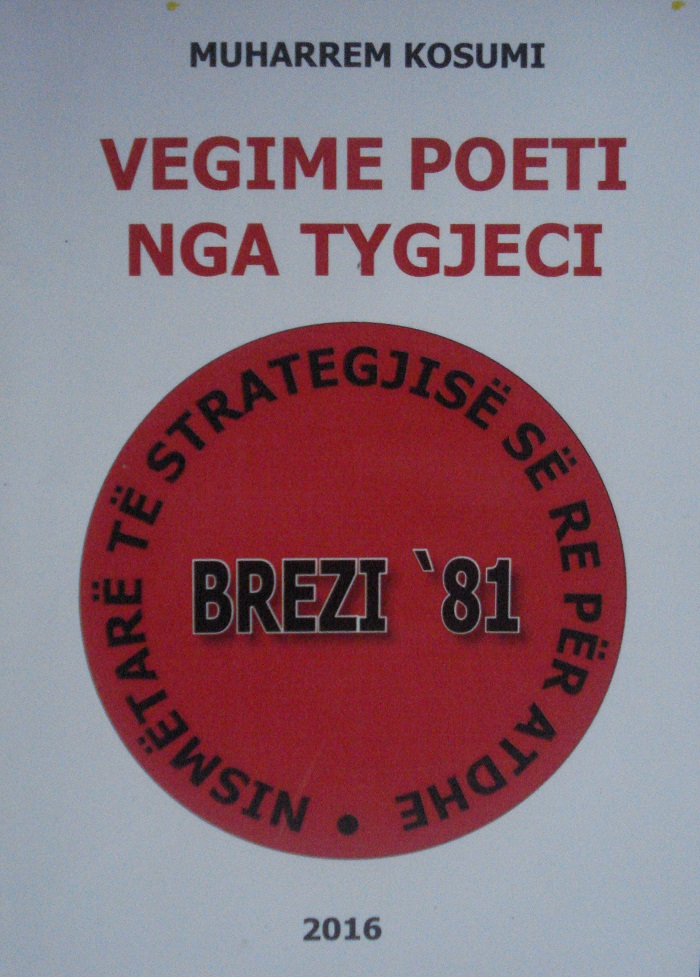 MUHARREM KOSUMI
VEGIME POETI
NGA TYGJECI
NISMËTARË TË STRATEGJISË SË RE PËR ATDHE •
BREZI `81
2016